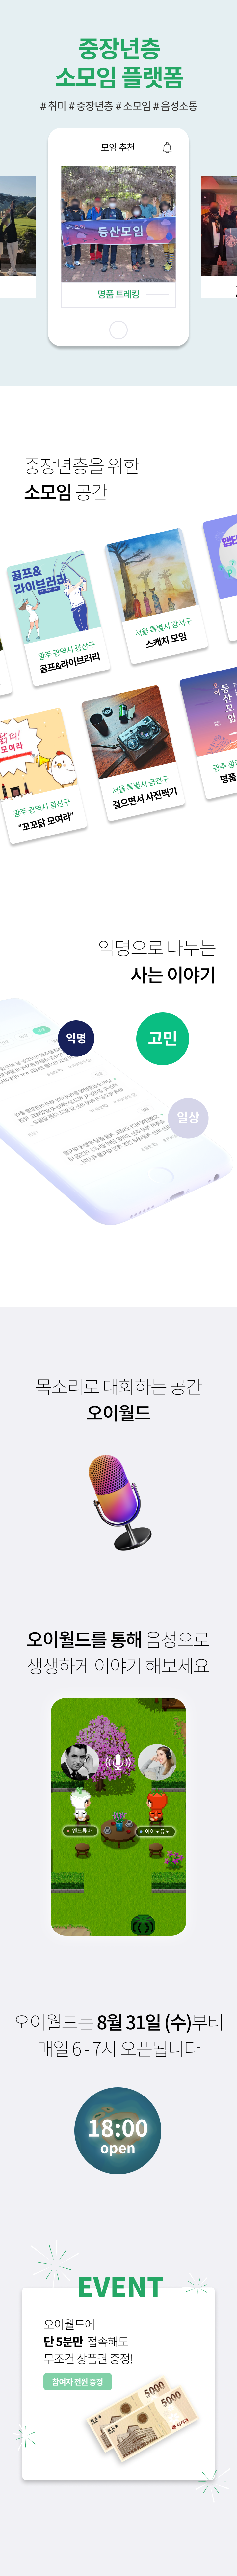 중장년층
소모임 플랫폼
# 취미 # 중장년층 # 소모임 # 음성소통
모임 추천
등산모임
명품 트레킹
중장년층을 위한
소모임 공간
골프&
라이브러리
광주 광역시 광산구
골프&라이브러리
서울 특별시 강서구
스케치 모임
모여라
광주 광역시 광산구
"꼬꼬닭 모여라"
서울 특별시 금천구
걸으면서 사진찍기
등산모임
광주 광
명품
익명으로 나누는
사는 이야기
익명
고민
일상
목소리로 대화하는 공간
오이월드
오이월드를 통해 음성으로
생생하게 이야기 해보세요
앤드류아
아이노유노
오이월드는 8월 31일 (수)부터
매일 6 - 7시 오픈됩니다
18:00
open
EVENT
오이월드에
단 5분만 접속해도
무조건 상품권 증정!
참여자 전원 증정
5000
5000